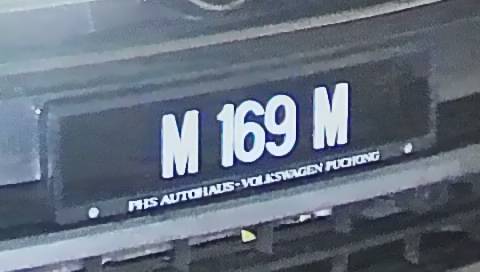 M 169 M
PHS AUTOHAUS - VOLKSWAGEN PUCHONG